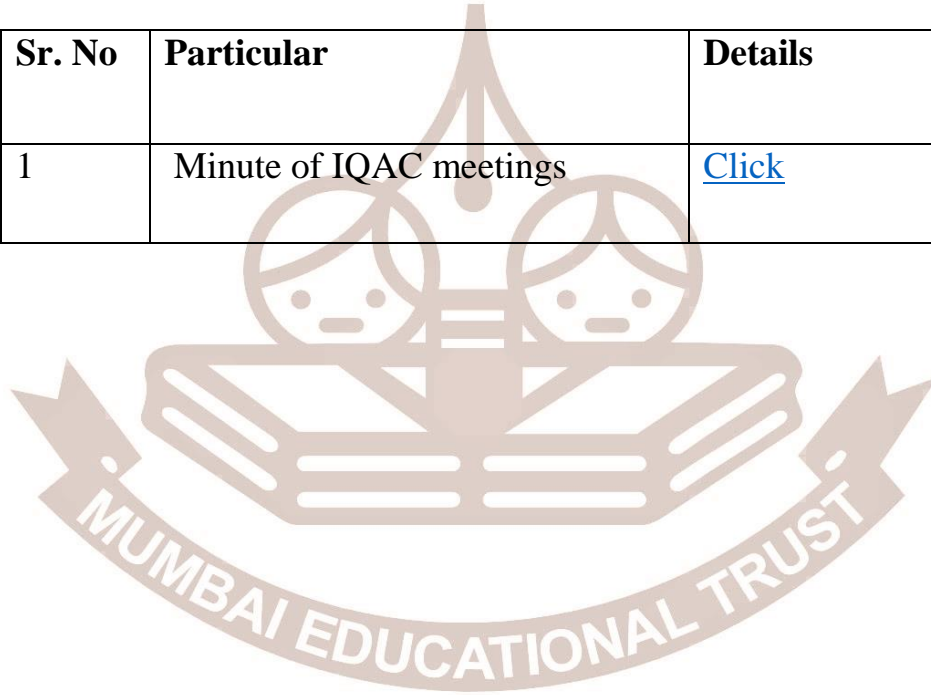 Sr. No Particular Details
1 Minute of IQAC meetings Click
MUMBAI EDUCATIONAL TRUST